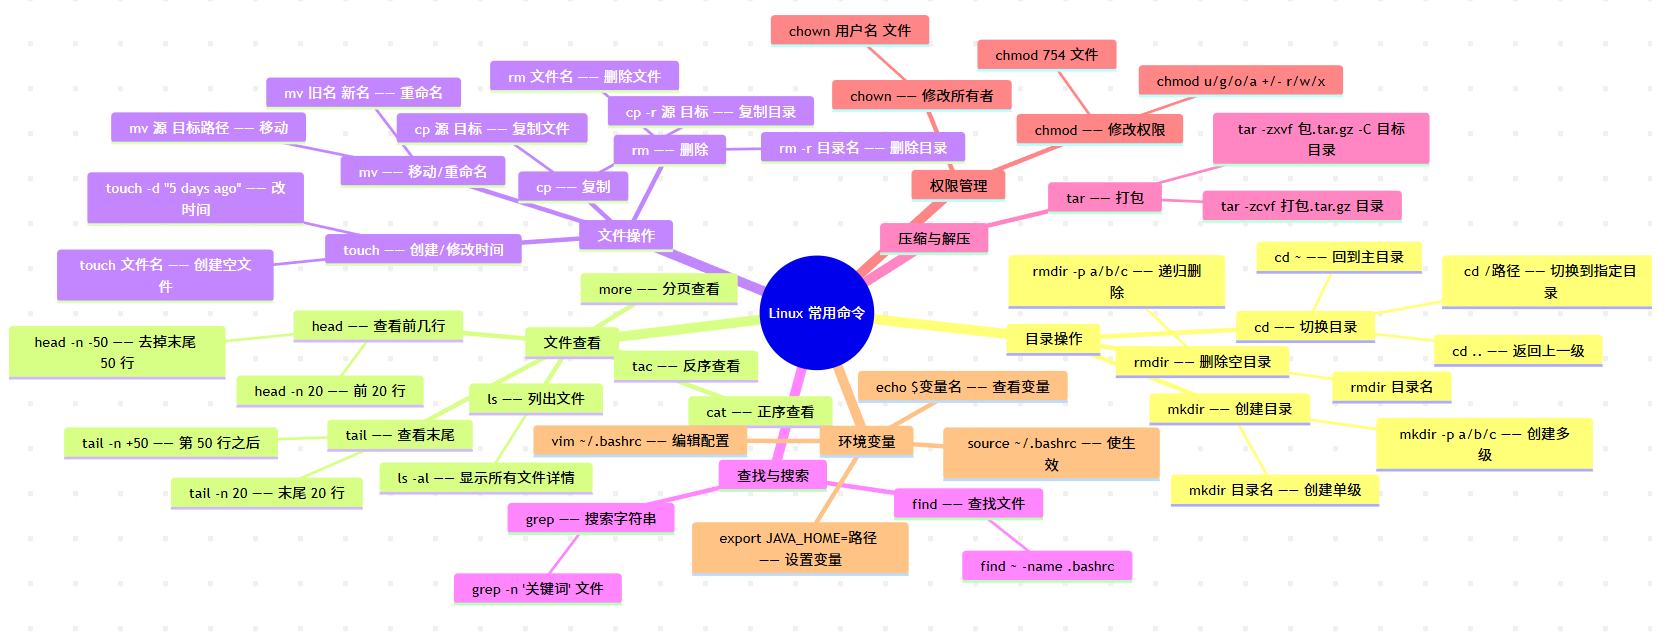 chown 用户名 文件
chmod 754 文件
rm 文件名 —— 删除文件
chmod u/g/o/a +/- r/w/x
mv 旧名 新名 —— 重命名
chown —— 修改所有者
cp -r 源 目标 —— 复制目录
mv 源 目标路径 —— 移动
cp 源 目标 —— 复制文件
chmod —— 修改权限
tar -zxvf 包.tar.gz -C 目标
目录
rm —— 删除
rm -r 目录名 —— 删除目录
mv —— 移动/重命名
cp —— 复制
权限管理
touch -d "5 days ago" —— 改
时间
tar —— 打包
tar -zcvf 打包.tar.gz 目录
文件操作
压缩与解压
touch —— 创建/修改时间
touch 文件名 —— 创建空文
件
cd ~ —— 回到主目录
rmdir -p a/b/c —— 递归删
除
cd /路径 —— 切换到指定目
录
more —— 分页查看
Linux 常用命令
head —— 查看前几行
cd —— 切换目录
文件查看
目录操作
head -n -50 —— 去掉末尾
50 行
cd .. —— 返回上一级
rmdir —— 删除空目录
tac —— 反序查看
echo $变量名 —— 查看变量
rmdir 目录名
head -n 20 —— 前 20 行
ls —— 列出文件
cat —— 正序查看
mkdir —— 创建目录
tail —— 查看末尾
tail -n +50 —— 第 50 行之后
vim ~/.bashrc —— 编辑配置
环境变量
source ~/.bashrc —— 使生
效
mkdir -p a/b/c —— 创建多
级
ls -al —— 显示所有文件详情
查找与搜索
tail -n 20 —— 末尾 20 行
mkdir 目录名 —— 创建单级
find —— 查找文件
grep —— 搜索字符串
export JAVA_HOME=路径
—— 设置变量
find ~ -name .bashrc
grep -n '关键词' 文件